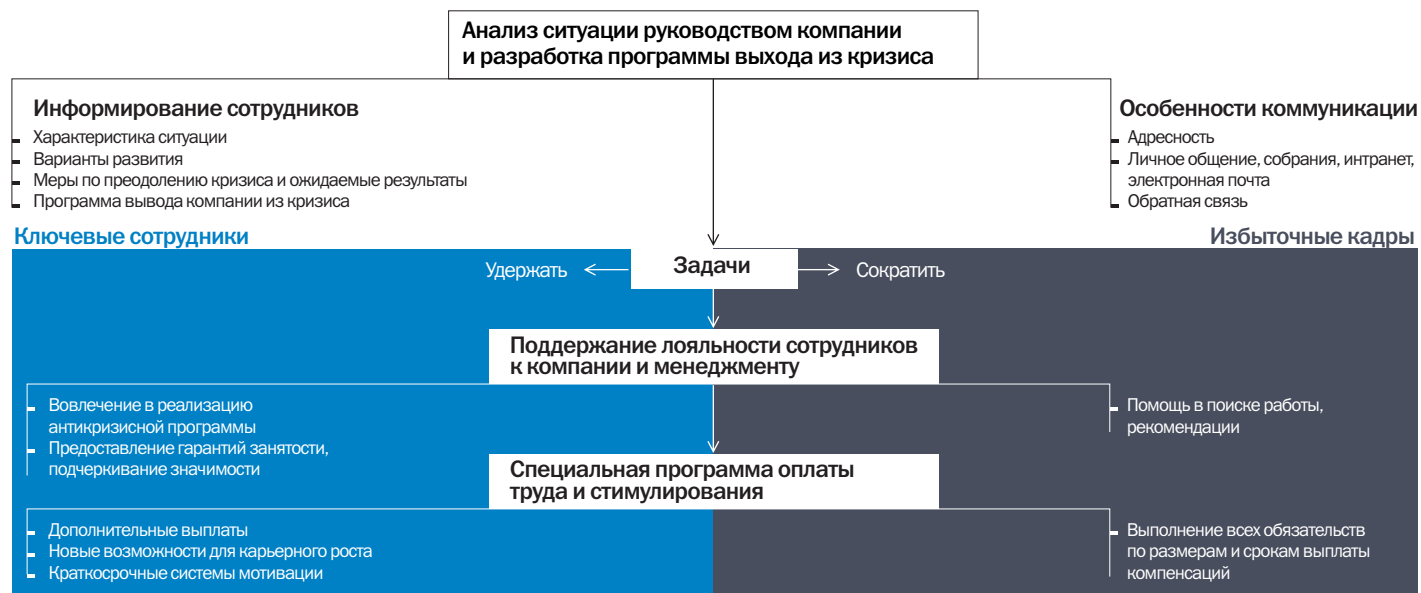 Анализ ситуации руководством компании
и разработка программы выхода из кризиса
Информирование сотрудников
Характеристика ситуации
Варианты развития
Меры по преодолению кризиса и ожидаемые результаты
Программа вывода компании из кризиса
Особенности коммуникации
Адресность
Личное общение, собрания, интранет,
электронная почта
Обратная связь
Ключевые сотрудники
Избыточные кадры
Удержать
Задачи
Сократить
Поддержание лояльности сотрудников
к компании и менеджменту
Вовлечение в реализацию
антикризисной программы
Предоставление гарантий занятости,
подчеркивание значимости
Помощь в поиске работы,
рекомендации
Специальная программа оплаты
труда и стимулирования
Дополнительные выплаты
Новые возможности для карьерного роста
Краткосрочные системы мотивации
Выполнение всех обязательств
по размерам и срокам выплаты
компенсаций